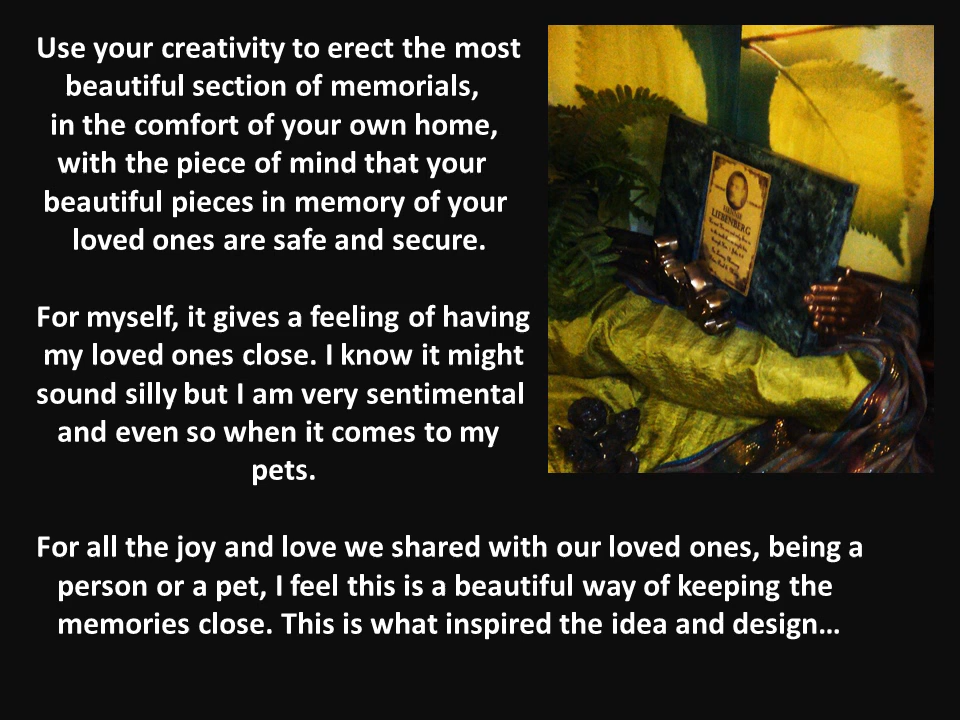 Use your creativity to erect the most
beautiful section of memorials,
in the comfort of your own home,
with the piece of mind that your
beautiful pieces in memory of your
loved ones are safe and secure.
For myself, it gives a feeling of having
my loved ones close. I know it might
sound silly but I am very sentimental
and even so when it comes to my
pets.
For all the joy and love we shared with our loved ones, being a
person or a pet, I feel this is a beautiful way of keeping the
memories close. This is what inspired the idea and design…
LIEBENBERG